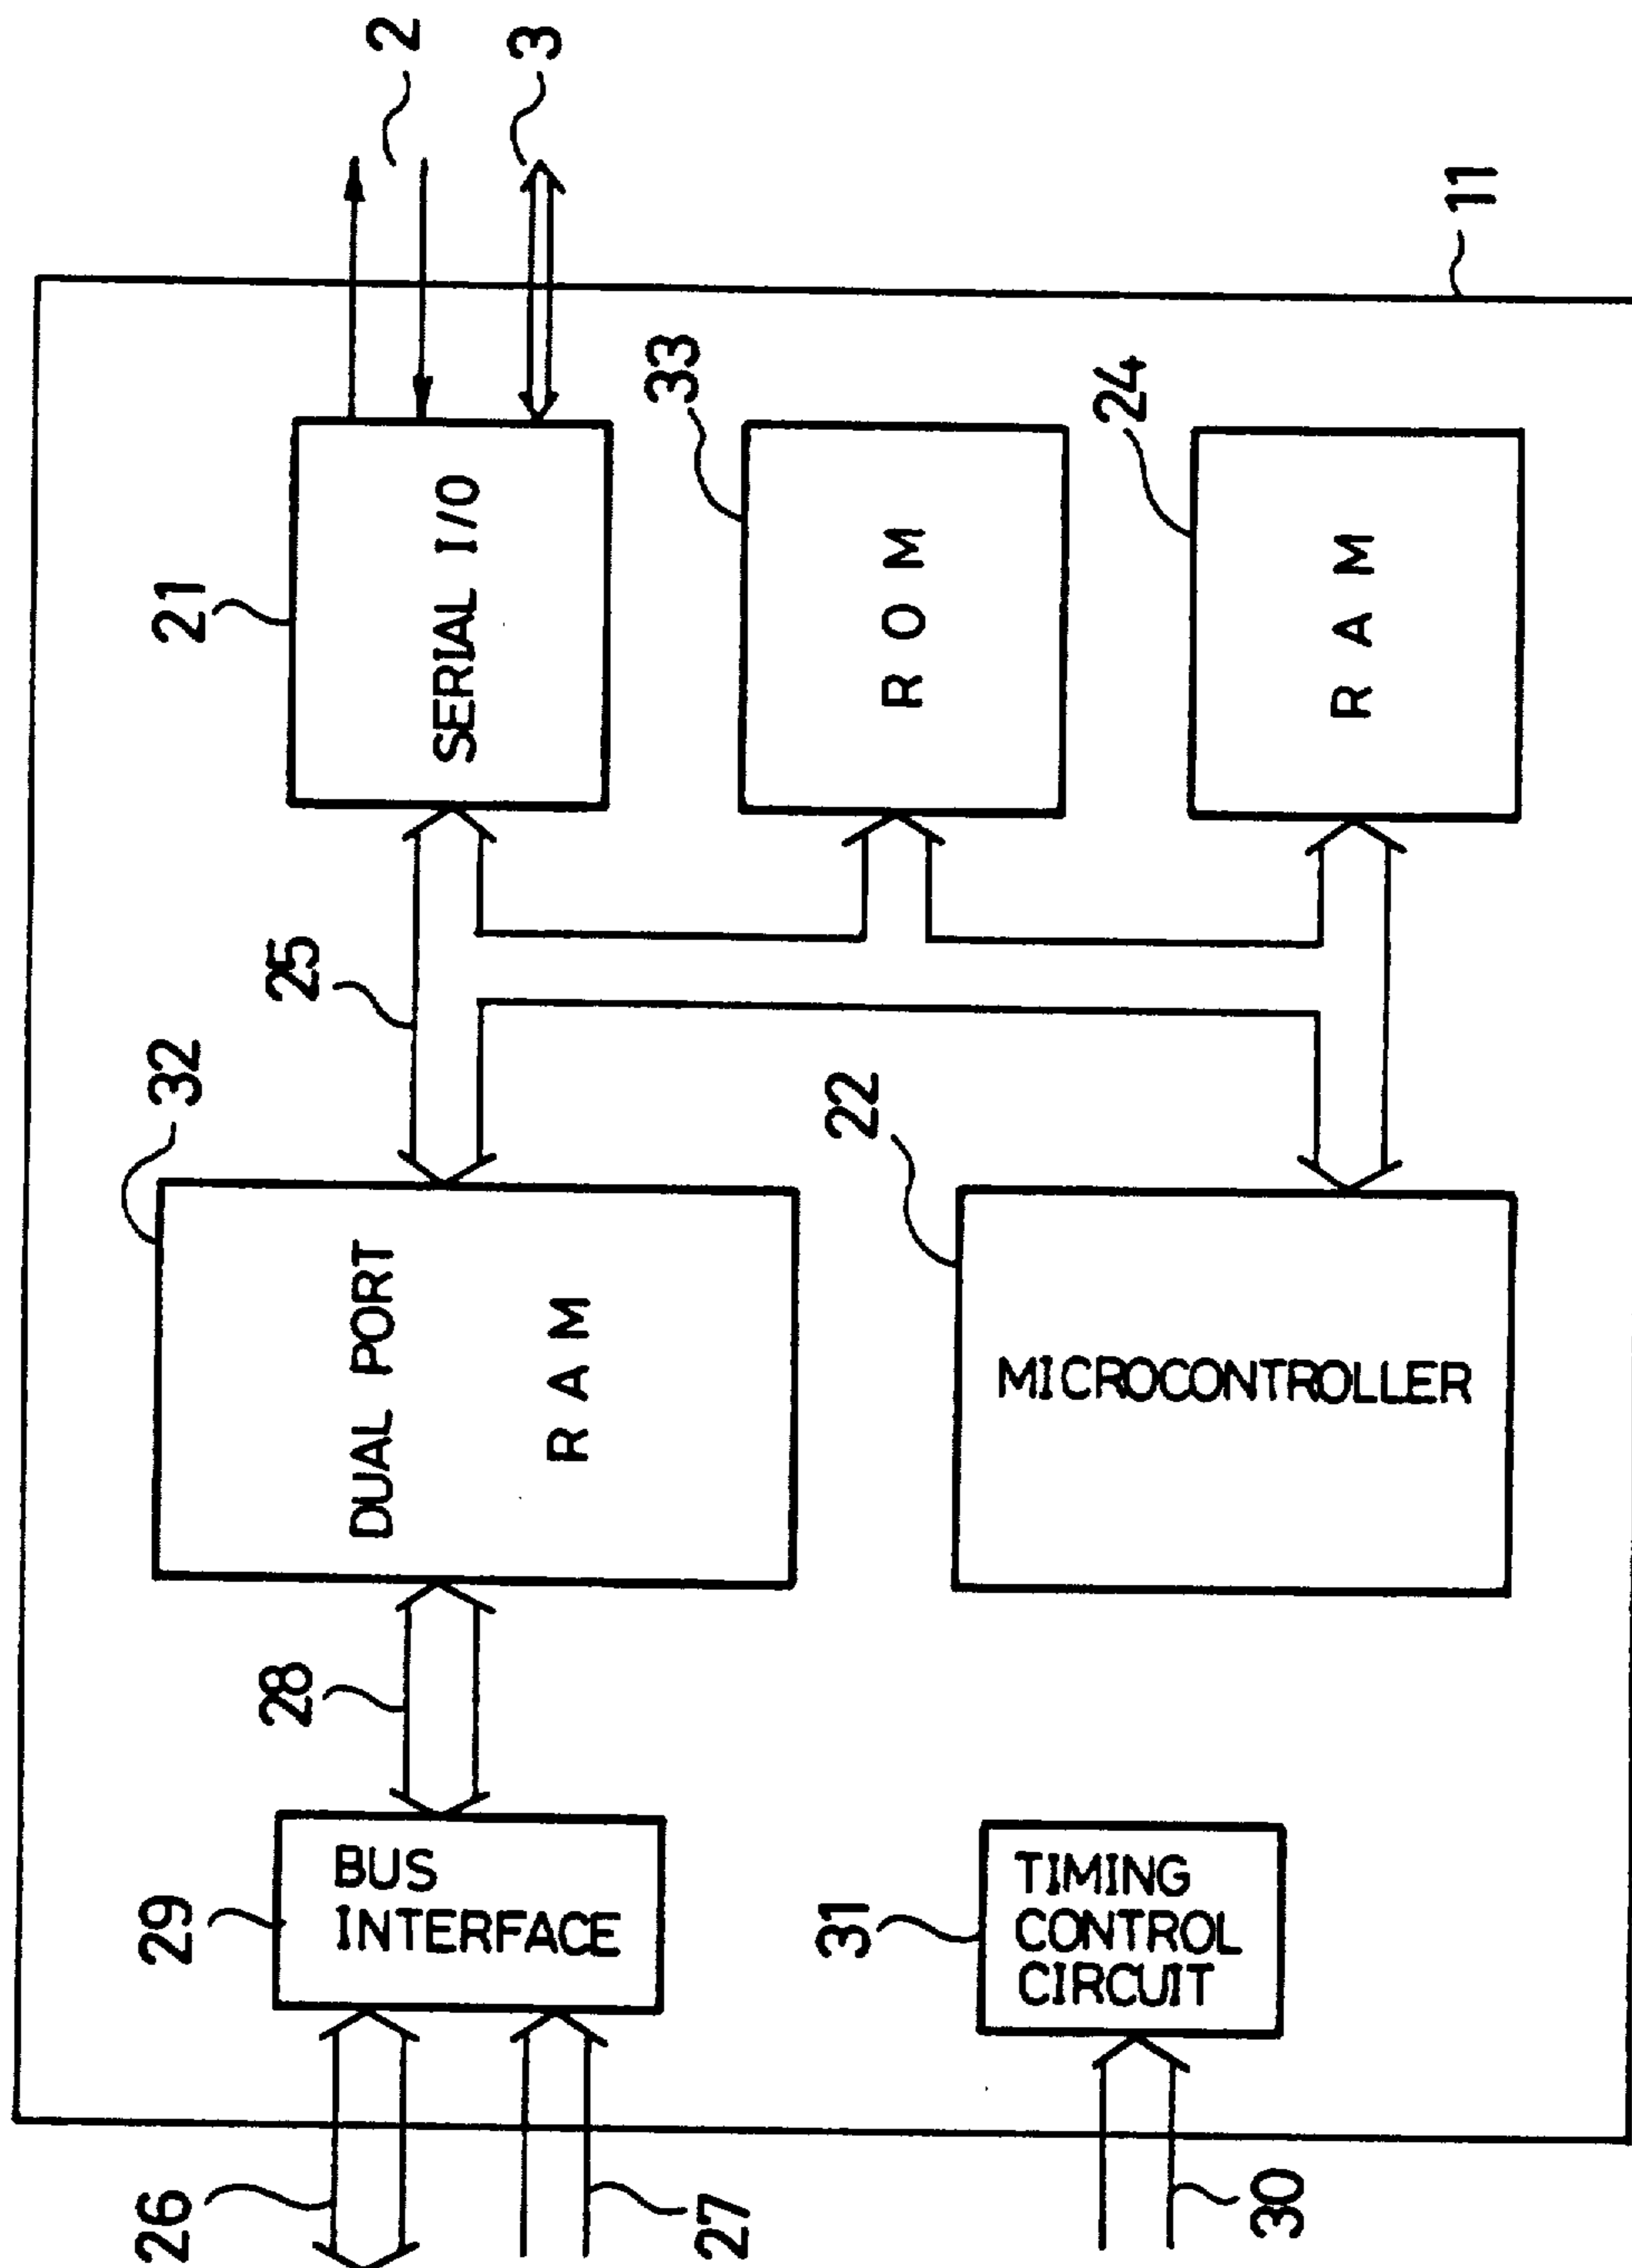 26
27
30
29
BUS
INTERFACE
31
TIMING
CONTROL
CIRCUIT
28
32
DUAL PORT
RAM
22
MICROCONTROLLER
25
21
SERIAL I/O
33
ROM
24
RAM
2
3
11